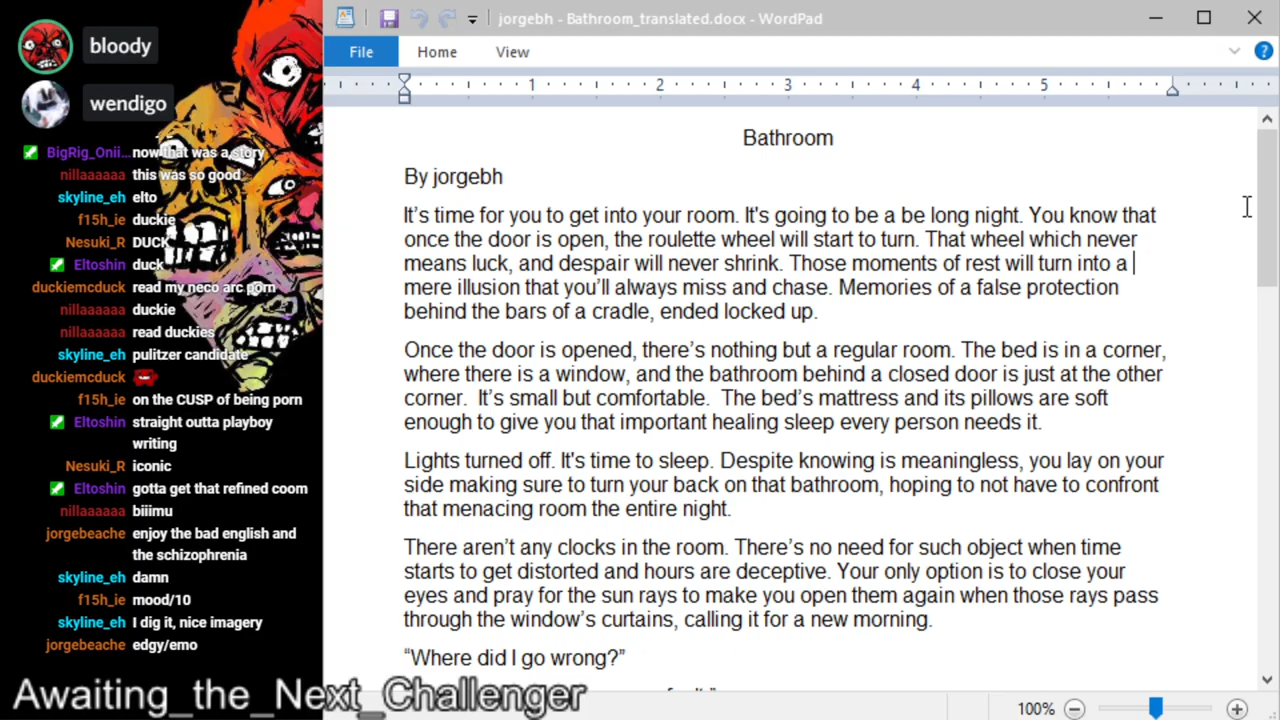 bloody
wendigo
BigRig_Onii... now that was a story
nillaaaaaa this was so good
skyline_eh elto
f15h_ie duckie
Nesuki_R DUCK
Eltoshin duck
duckiemcduck read my neco arc porn
nillaaaaaa duckie
nillaaaaaa read duckies
skyline_eh pulitzer candidate
duckiemcduck
f15h_ie on the CUSP of being porn
Eltoshin straight outta playboy
writing
Nesuki_R iconic
Eltoshin gotta get that refined coom
nillaaaaaa biiimu
jorgebeache enjoy the bad english and
the schizophrenia
skyline_eh damn
f15h_ie mood/10
skyline_eh I dig it, nice imagery
jorgebeache edgy/emo
Awaiting_the_Next_Challenger
jorgebh - Bathroom_translated.docx - WordPad
File Home View
1 2 3 4 5
Bathroom
By jorgebh
It’s time for you to get into your room. It's going to be a be long night. You know that
once the door is open, the roulette wheel will start to turn. That wheel which never
means luck, and despair will never shrink. Those moments of rest will turn into a
mere illusion that you’ll always miss and chase. Memories of a false protection
behind the bars of a cradle, ended locked up.
Once the door is opened, there’s nothing but a regular room. The bed is in a corner,
where there is a window, and the bathroom behind a closed door is just at the other
corner. It’s small but comfortable. The bed’s mattress and its pillows are soft
enough to give you that important healing sleep every person needs it.
Lights turned off. It's time to sleep. Despite knowing is meaningless, you lay on your
side making sure to turn your back on that bathroom, hoping to not have to confront
that menacing room the entire night.
There aren’t any clocks in the room. There’s no need for such object when time
starts to get distorted and hours are deceptive. Your only option is to close your
eyes and pray for the sun rays to make you open them again when those rays pass
through the window’s curtains, calling it for a new morning.
“Where did I go wrong?”
100%